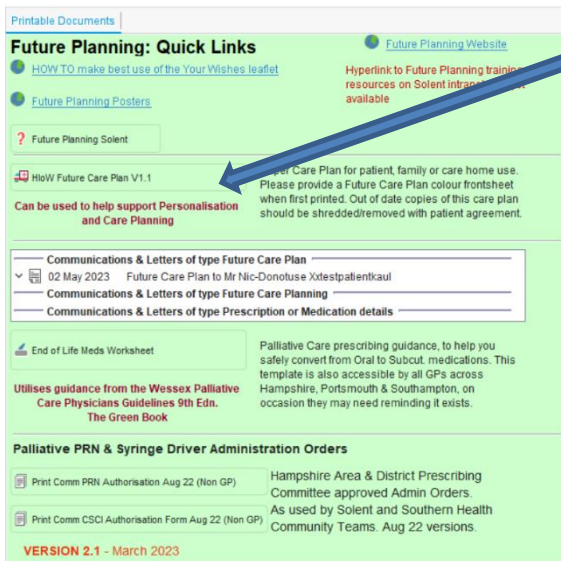 Printable Documents
Future Planning: Quick Links
Future Planning Website
HOW TO make best use of the Your Wishes leaflet
Hyperlink to Future Planning training
resources on Solent intranet
available
Future Planning Posters
? Future Planning Solent
HIoW Future Care Plan V1.1
Care Plan for patient, family or care home use.
Please provide a Future Care Plan colour frontsheet
when first printed. Out of date copies of this care plan
should be shredded/removed with patient agreement.
Can be used to help support Personalisation
and Care Planning
Communications & Letters of type Future Care Plan
02 May 2023 Future Care Plan to Mr Nic-Donotuse Xxtestpatientkaul
Communications & Letters of type Future Care Planning
Communications & Letters of type Prescription or Medication details
End of Life Meds Worksheet
Palliative Care prescribing guidance, to help you
safely convert from Oral to Subcut. medications. This
template is also accessible by all GPs across
Hampshire, Portsmouth & Southampton, on
occasion they may need reminding it exists.
Utilises guidance from the Wessex Palliative
Care Physicians Guidelines 9th Edn.
The Green Book
Palliative PRN & Syringe Driver Administration Orders
Print Comm PRN Authorisation Aug 22 (Non GP)
Hampshire Area & District Prescribing
Committee approved Admin Orders.
As used by Solent and Southern Health
Community Teams. Aug 22 versions.
Print Comm CSCI Authorisation Form Aug 22 (Non GP)
VERSION 2.1 - March 2023